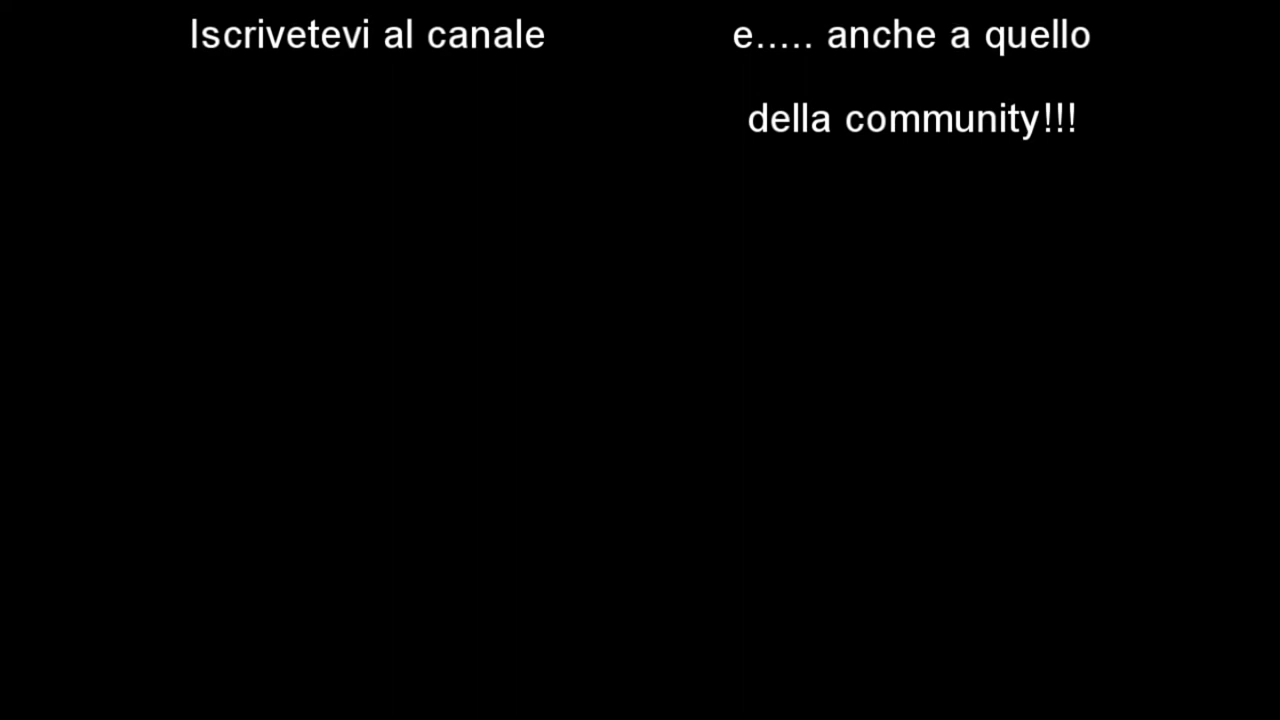 Iscrivetevi al canale
e..... anche a quello
della community!!!